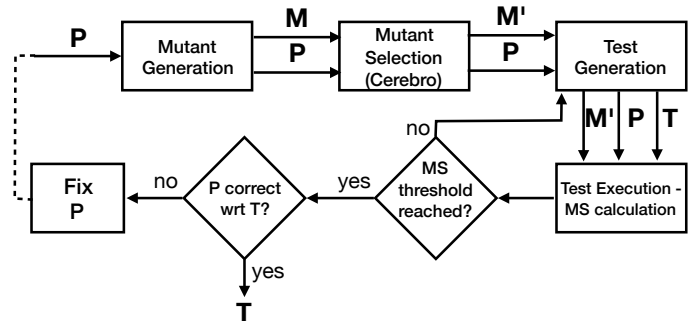 P
Mutant
Generation
M
P
Mutant
Selection
(Cerebro)
M'
P
Test
Generation
M'
P
T
no
Fix
P
no
P correct
wrt T?
yes
MS
threshold
reached?
Test Execution -
MS calculation
yes
T